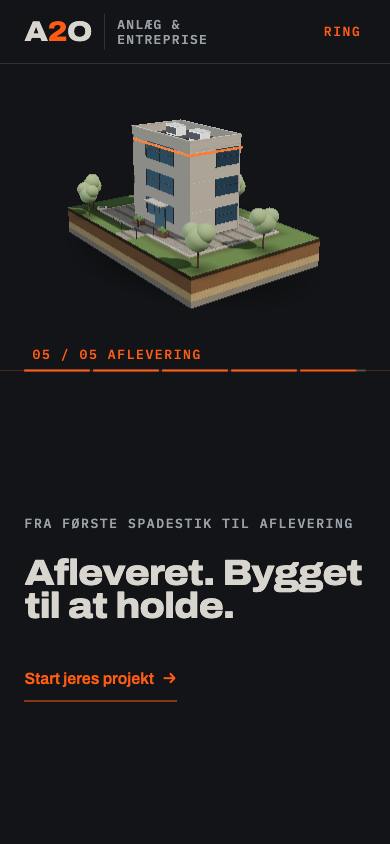 A2O
ANLÆG &
ENTREPRISE
RING
05 / 05 AFLEVERING
FRA FØRSTE SPADESTIK TIL AFLEVERING
Afleveret. Bygget
til at holde.
Start jeres projekt →